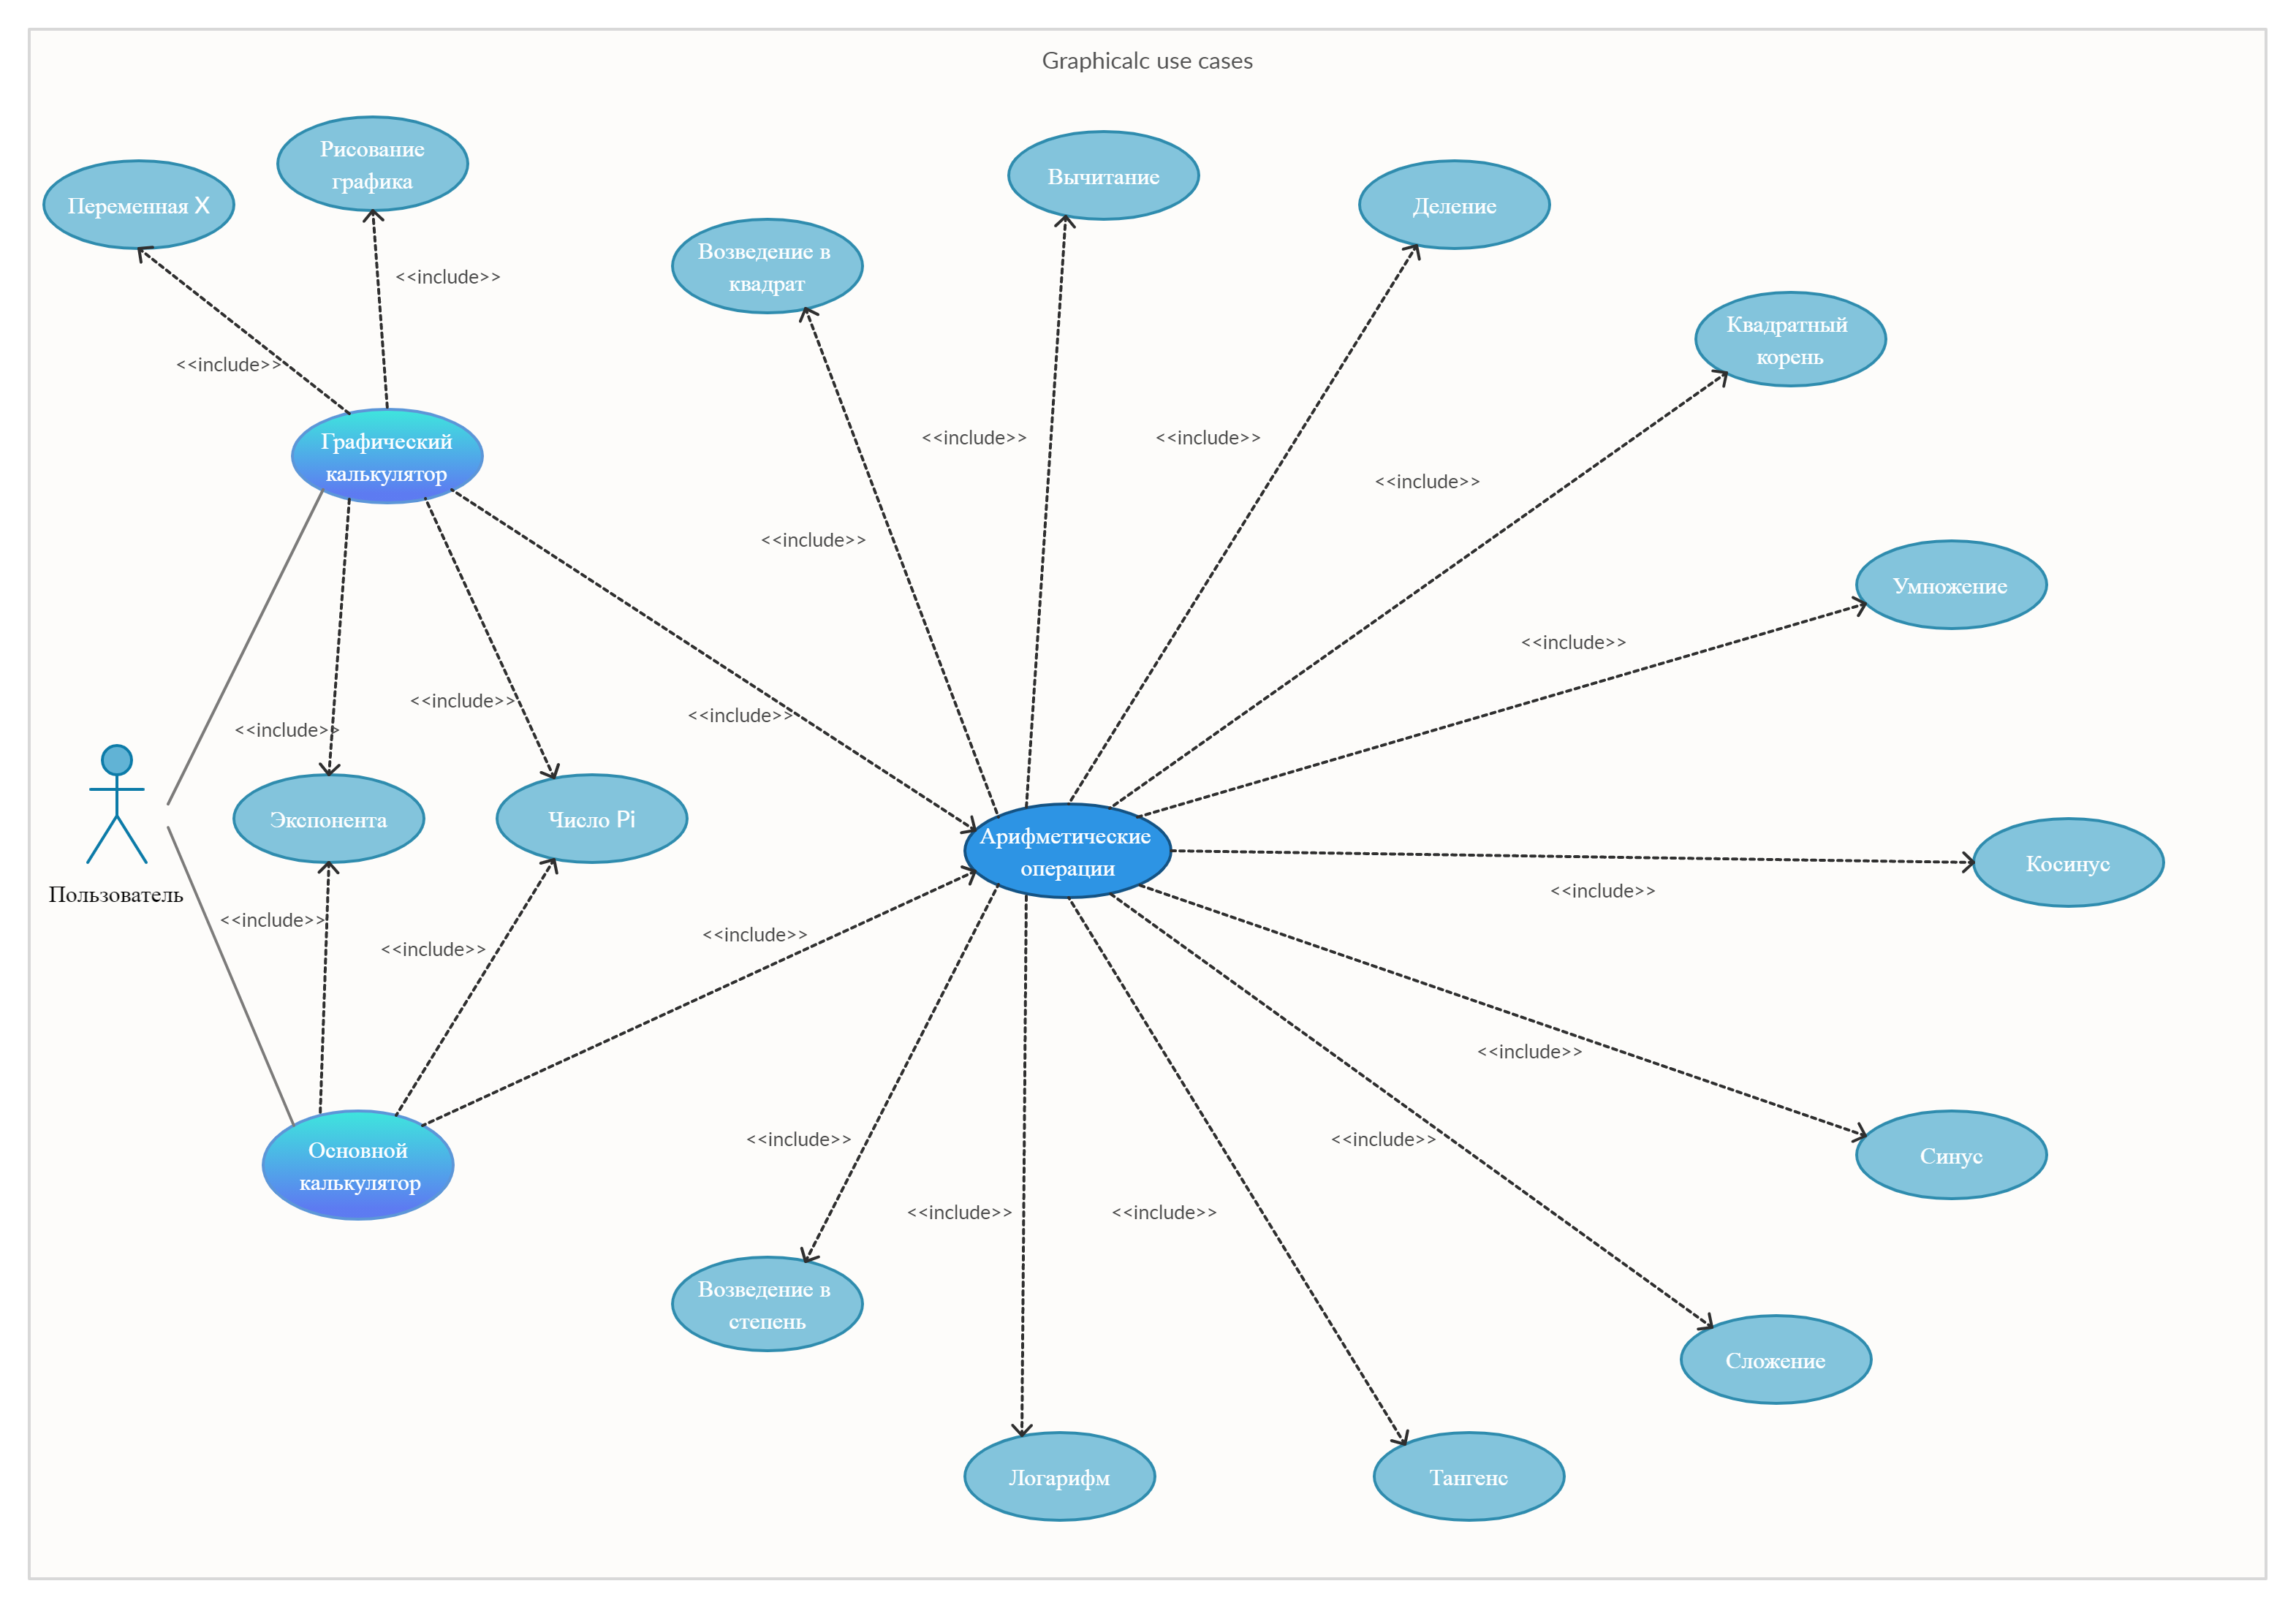 Graphicalc use cases
Рисование
графика
Переменная X
Вычитание
Деление
Возведение в
квадрат
<<include>>
Квадратный
корень
<<include>>
Графический
калькулятор
<<include>>
<<include>>
<<include>>
<<include>>
Умножение
<<include>>
<<include>>
<<include>>
<<include>>
Экспонента
Число Pi
Арифметические
операции
Косинус
Пользователь
<<include>>
<<include>>
<<include>>
<<include>>
<<include>>
<<include>>
<<include>>
Основной
калькулятор
Синус
<<include>>
<<include>>
Возведение в
степень
Сложение
Логарифм
Тангенс